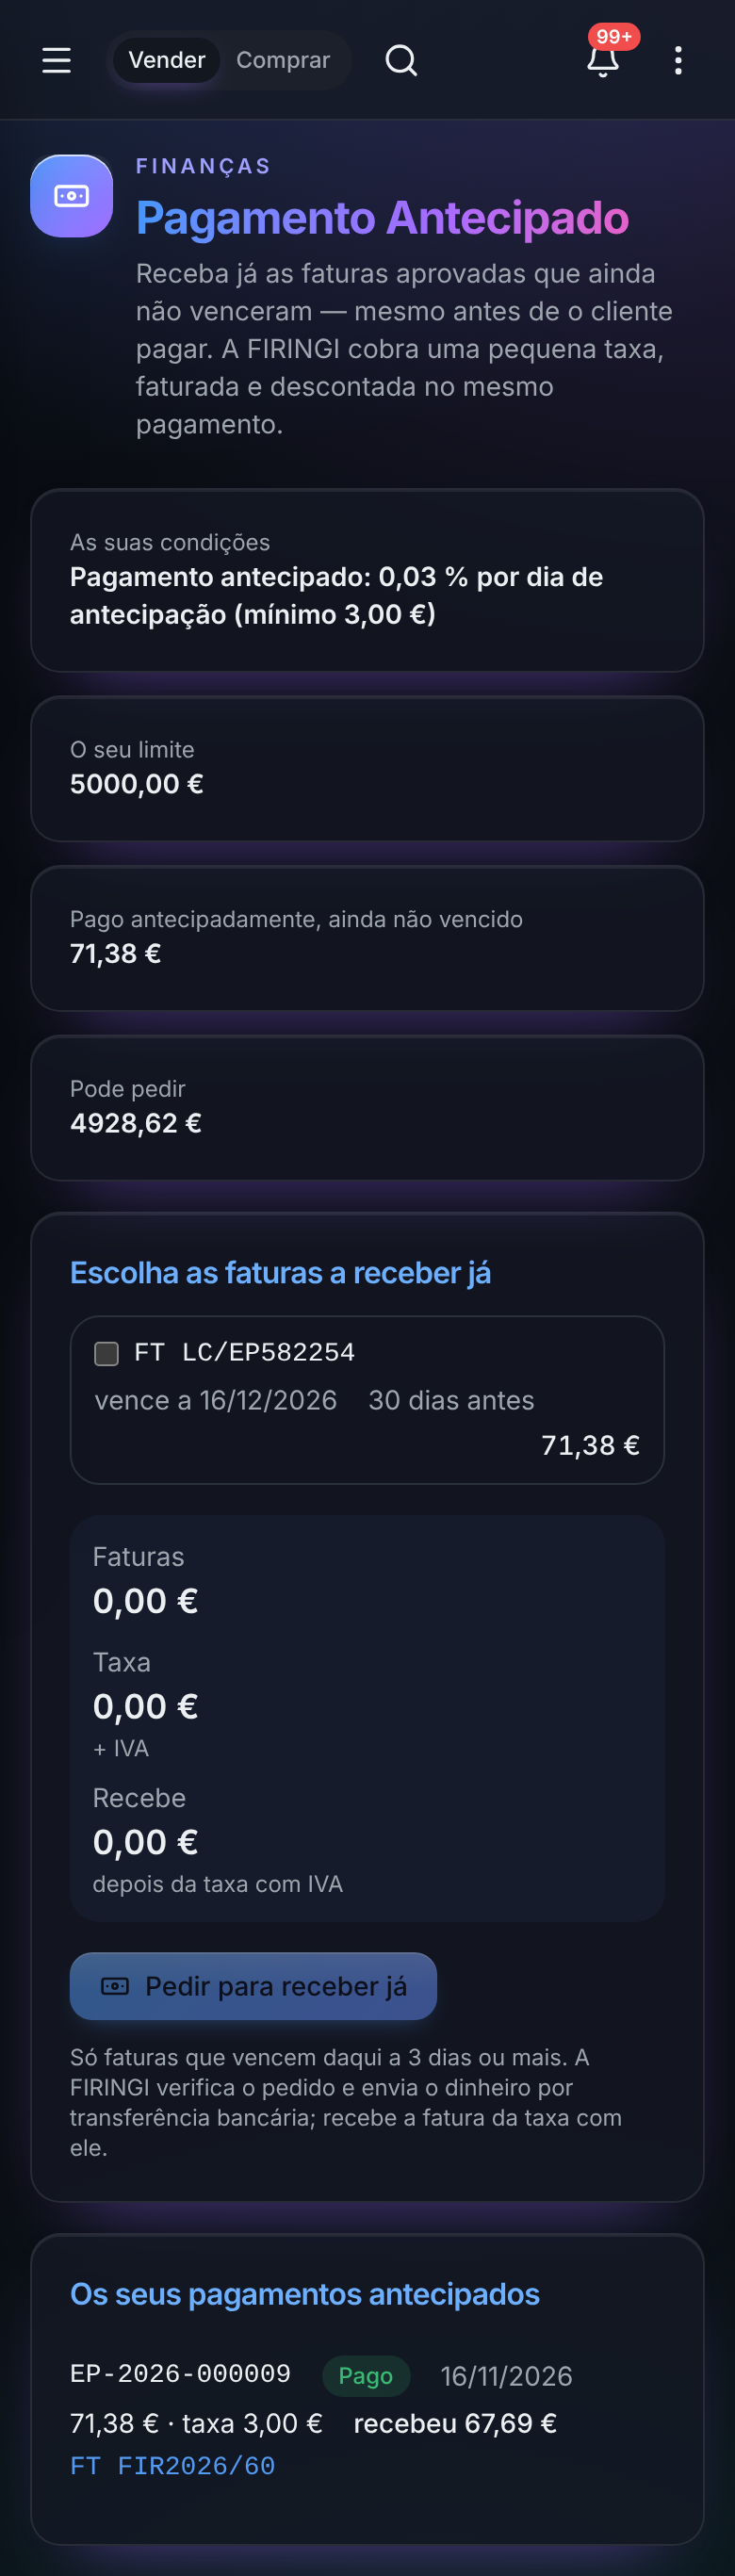 Vender
Comprar
99+
FINANÇAS
Pagamento Antecipado
Receba já as faturas aprovadas que ainda
não venceram — mesmo antes de o cliente
pagar. A FIRINGI cobra uma pequena taxa,
faturada e descontada no mesmo
pagamento.
As suas condições
Pagamento antecipado: 0,03 % por dia de
antecipação (mínimo 3,00 €)
O seu limite
5000,00 €
Pago antecipadamente, ainda não vencido
71,38 €
Pode pedir
4928,62 €
Escolha as faturas a receber já
FT LC/EP582254
vence a 16/12/2026 30 dias antes
71,38 €
Faturas
0,00 €
Taxa
0,00 €
+ IVA
Recebe
0,00 €
depois da taxa com IVA
Pedir para receber já
Só faturas que vencem daqui a 3 dias ou mais. A
FIRINGI verifica o pedido e envia o dinheiro por
transferência bancária; recebe a fatura da taxa com
ele.
Os seus pagamentos antecipados
EP-2026-000009 Pago 16/11/2026
71,38 € · taxa 3,00 € recebeu 67,69 €
FT FIR2026/60